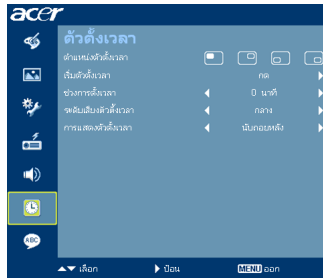 acer
ตัวตั้งเวลา
ตำแหน่งตัวตั้งเวลา
เริ่มตัวตั้งเวลา กด
ช่วงการตั้งเวลา 0 นาที
ระดับเสียงตัวตั้งเวลา กลาง
การแสดงตัวตั้งเวลา นับถอยหลัง
ABC
เลือก ป้อน MENU ออก